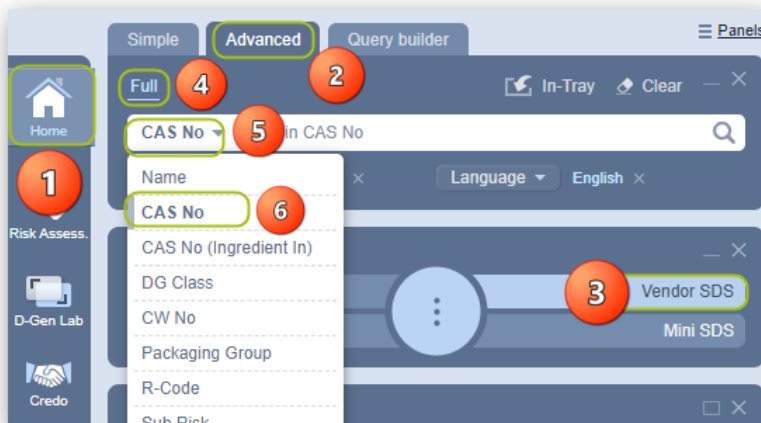 Simple
Advanced
Query builder
Panels
2
Full
4
In-Tray
Clear
Home
CAS No
5
in CAS No
1
Name
Language
English
CAS No
6
Risk Assess.
CAS No (Ingredient In)
DG Class
3
Vendor SDS
D-Gen Lab
CW No
Mini SDS
Packaging Group
R-Code
Credo
Sub Risk